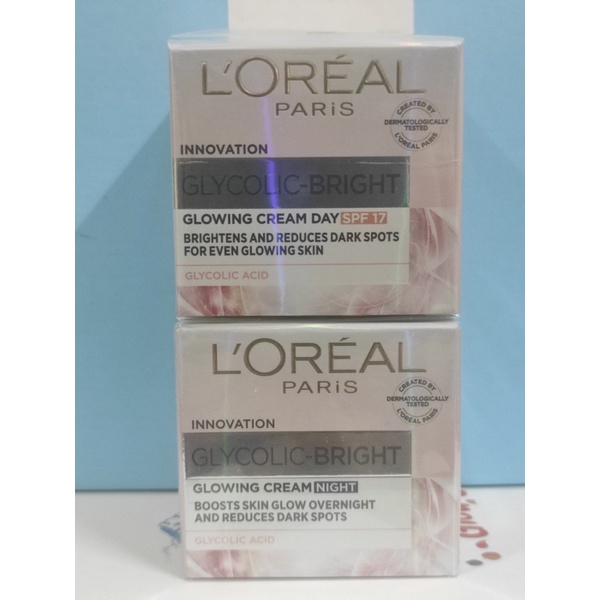 L'ORÉAL
PARiS
CREATED BY
DERMATOLOGICALLY
TESTED
L'ORÉAL PARIS
INNOVATION
GLYCOLIC-BRIGHT
GLOWING CREAM DAY SPF 17
BRIGHTENS AND REDUCES DARK SPOTS
FOR EVEN GLOWING SKIN
GLYCOLIC ACID
L'ORÉAL
PARiS
CREATED BY
DERMATOLOGICALLY
TESTED
L'ORÉAL PARIS
INNOVATION
GLYCOLIC-BRIGHT
GLOWING CREAM NIGHT
BOOSTS SKIN GLOW OVERNIGHT
AND REDUCES DARK SPOTS
GLYCOLIC ACID